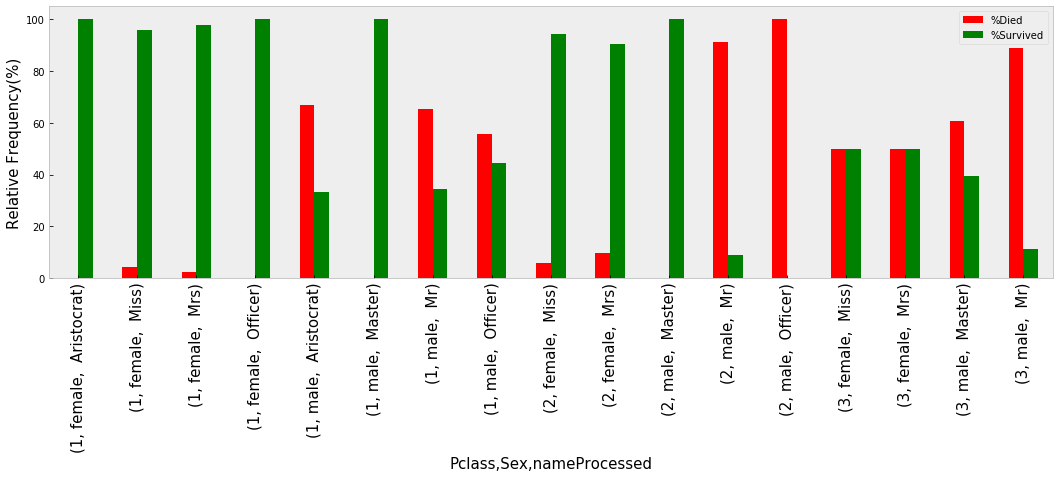 %Died
%Survived
Relative Frequency(%)
100
80
60
40
20
0
(1, female,  Aristocrat)
(1, female,  Miss)
(1, female,  Mrs)
(1, female,  Officer)
(1, male,  Aristocrat)
(1, male,  Master)
(1, male,  Mr)
(1, male,  Officer)
(2, female,  Miss)
(2, female,  Mrs)
(2, male,  Master)
(2, male,  Mr)
(2, male,  Officer)
(3, female,  Miss)
(3, female,  Mrs)
(3, male,  Master)
(3, male,  Mr)
Pclass,Sex,nameProcessed